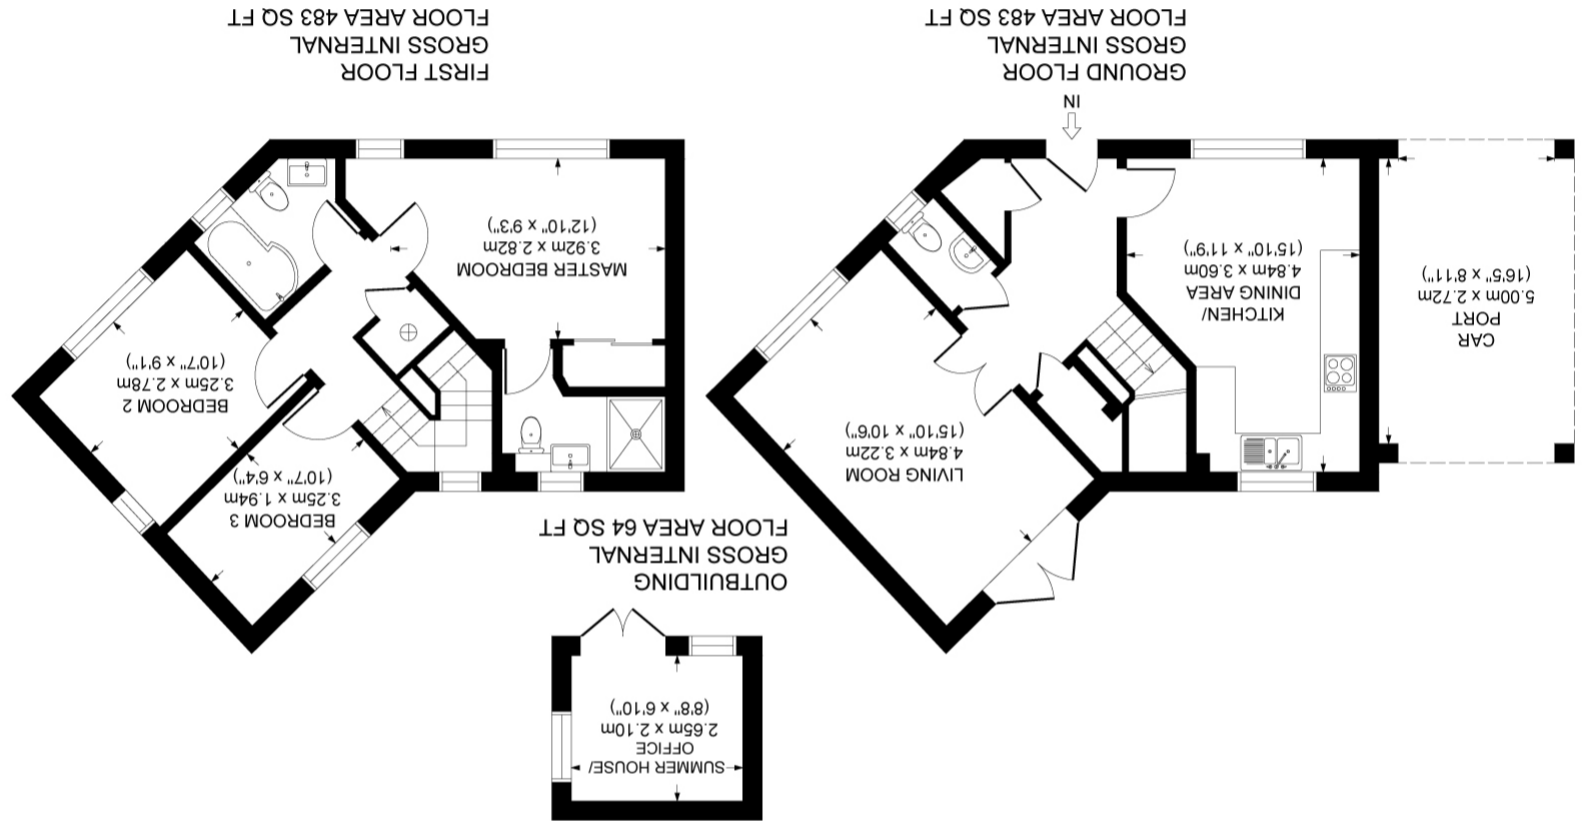 CAR
PORT
5.00m x 2.72m
(16'5" x 8'11")
KITCHEN/
DINING AREA
4.84m x 3.60m
(15'10" x 11'9")
LIVING ROOM
4.84m x 3.22m
(15'10" x 10'6")
IN
GROUND FLOOR
GROSS INTERNAL
FLOOR AREA 483 SQ FT
SUMMER HOUSE/
OFFICE
2.65m x 2.10m
(8'8" x 6'10")
OUTBUILDING
GROSS INTERNAL
FLOOR AREA 64 SQ FT
BEDROOM 3
3.25m x 1.94m
(10'7" x 6'4")
BEDROOM 2
3.25m x 2.78m
(10'7" x 9'1")
MASTER BEDROOM
3.92m x 2.82m
(12'10" x 9'3")
FIRST FLOOR
GROSS INTERNAL
FLOOR AREA 483 SQ FT